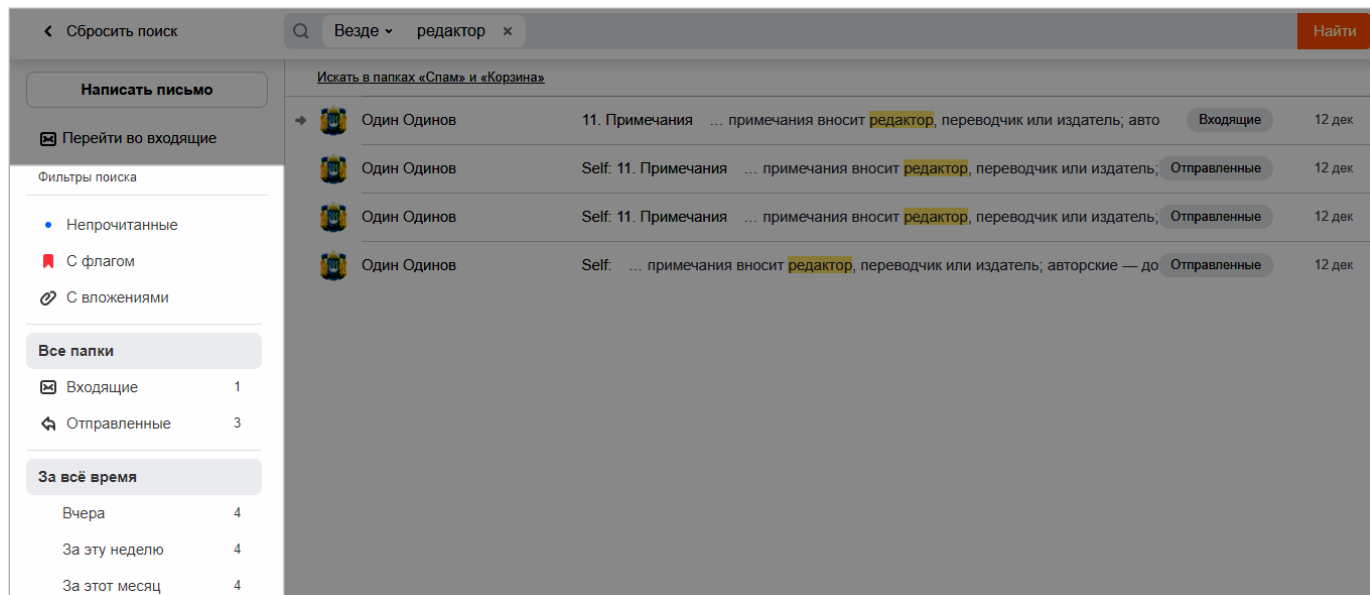 Сбросить поиск
Везде редактор ×
Найти
Написать письмо
Перейти во входящие
Фильтры поиска
Непрочитанные
С флагом
С вложениями
Все папки
Входящие 1
Отправленные 3
За всё время
Вчера 4
За эту неделю 4
За этот месяц 4
Искать в папках «Спам» и «Корзина»
Один Одинов 11. Примечания ... примечания вносит редактор, переводчик или издатель; авто Входящие 12 дек
Один Одинов Self: 11. Примечания ... примечания вносит редактор, переводчик или издатель; Отправленные 12 дек
Один Одинов Self: 11. Примечания ... примечания вносит редактор, переводчик или издатель; Отправленные 12 дек
Один Одинов Self: ... примечания вносит редактор, переводчик или издатель; авторские — до Отправленные 12 дек